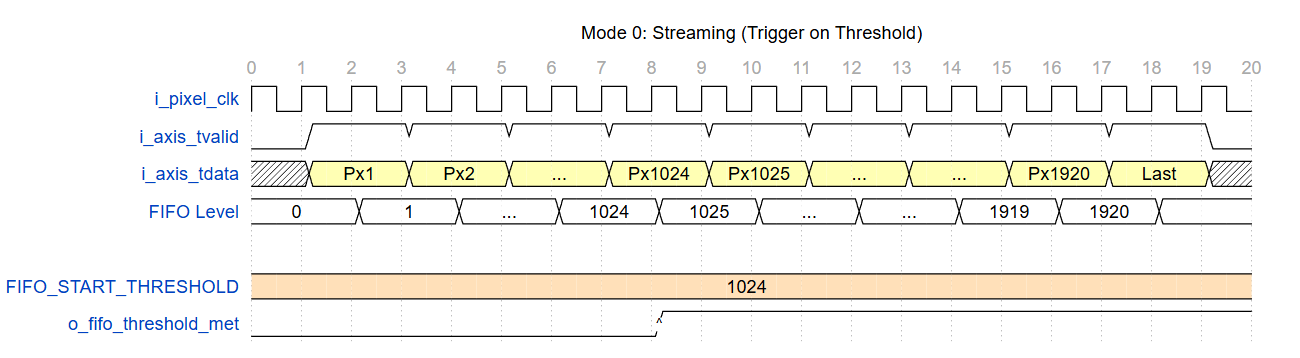 Mode 0: Streaming (Trigger on Threshold)
0 1 2 3 4 5 6 7 8 9 10 11 12 13 14 15 16 17 18 19 20
i_pixel_clk
i_axis_tvalid
i_axis_tdata Px1 Px2 ... Px1024 Px1025 ... ... Px1920 Last
FIFO Level 0 1 ... 1024 1025 ... ... 1919 1920
FIFO_START_THRESHOLD 1024
o_fifo_threshold_met